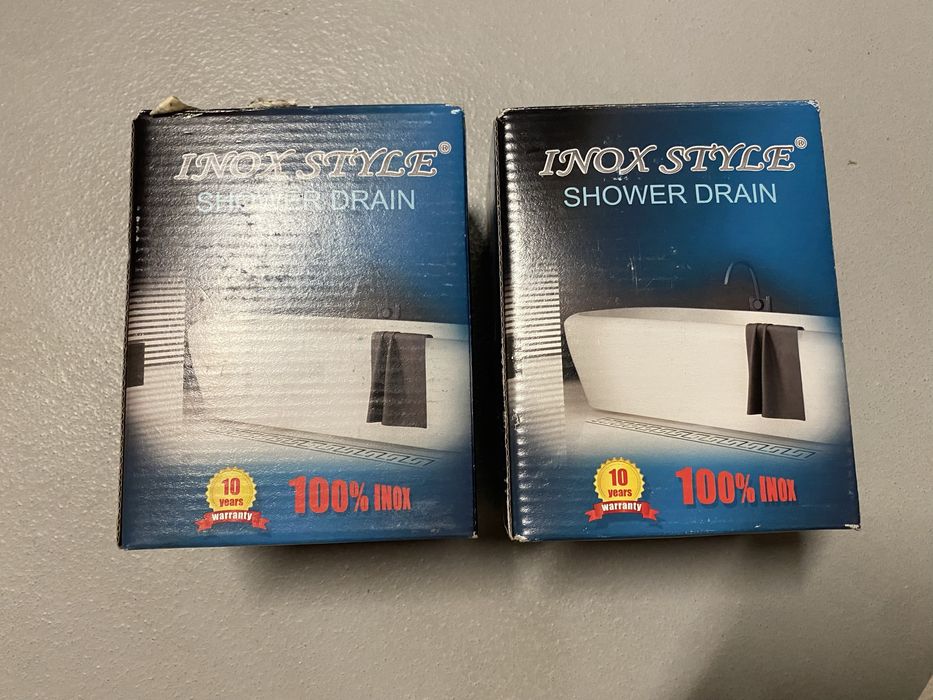 INOX STYLE®
SHOWER DRAIN
10
years
warranty
100% INOX
INOX STYLE®
SHOWER DRAIN
10
years
warranty
100% INOX